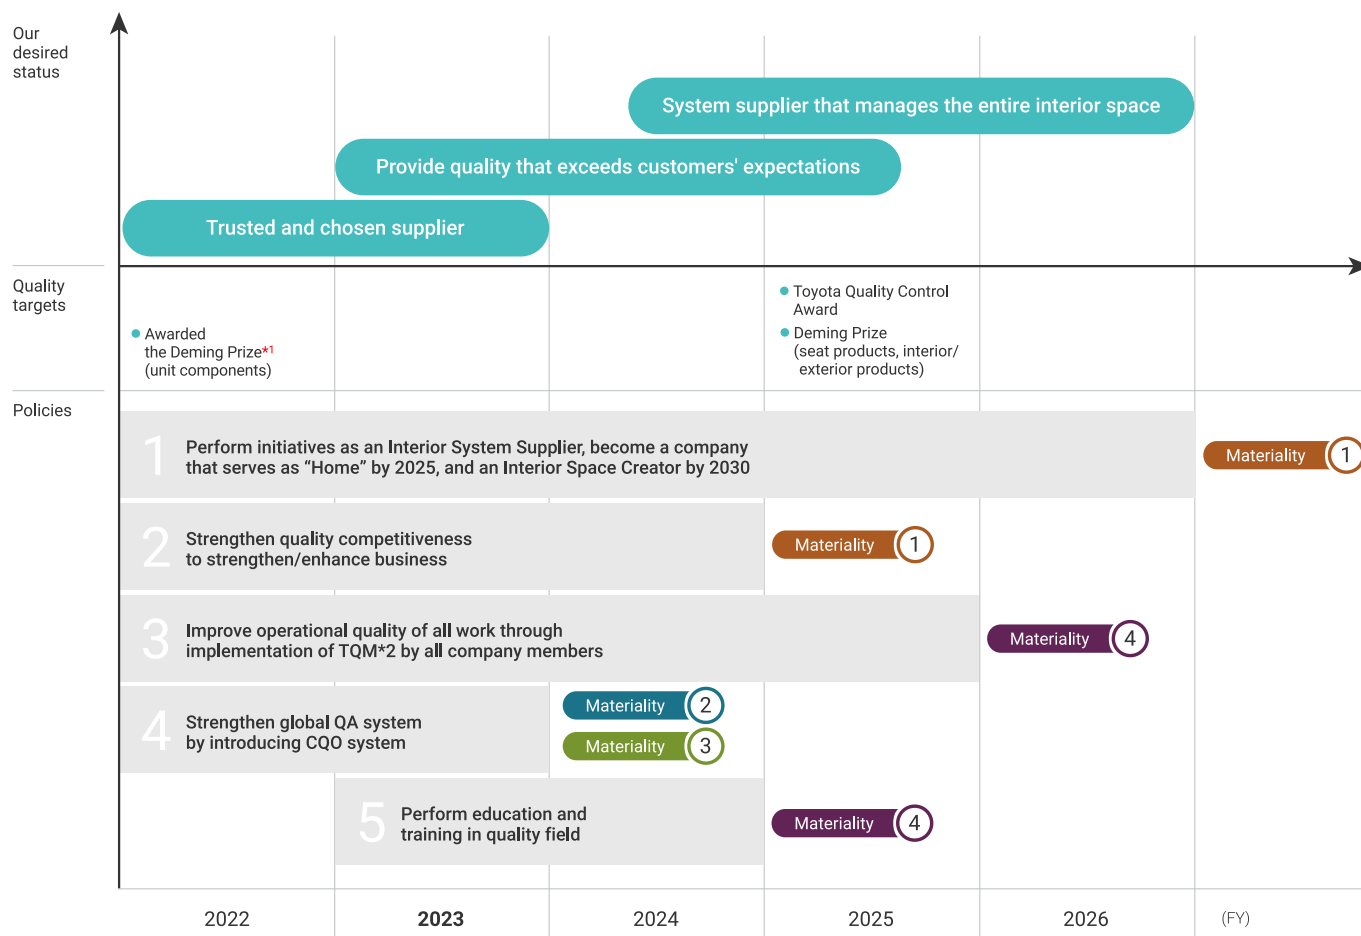 Our
desired
status
System supplier that manages the entire interior space
Provide quality that exceeds customers' expectations
Trusted and chosen supplier
Quality
targets
Awarded
the Deming Prize*1
(unit components)
Toyota Quality Control
Award
Deming Prize
(seat products, interior/
exterior products)
Policies
1
Perform initiatives as an Interior System Supplier, become a company
that serves as “Home” by 2025, and an Interior Space Creator by 2030
Materiality 1
2
Strengthen quality competitiveness
to strengthen/enhance business
Materiality 1
3
Improve operational quality of all work through
implementation of TQM*2 by all company members
Materiality 4
4
Strengthen global QA system
by introducing CQO system
Materiality 2
Materiality 3
5
Perform education and
training in quality field
Materiality 4
2022 2023 2024 2025 2026 (FY)